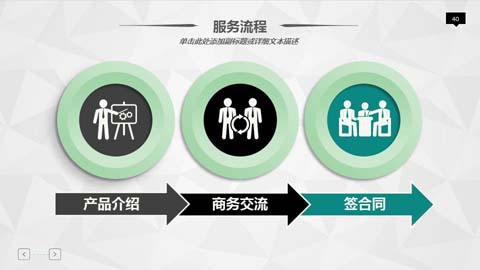 服务流程
单击此处添加副标题或详细文本描述
40
产品介绍
商务交流
签合同